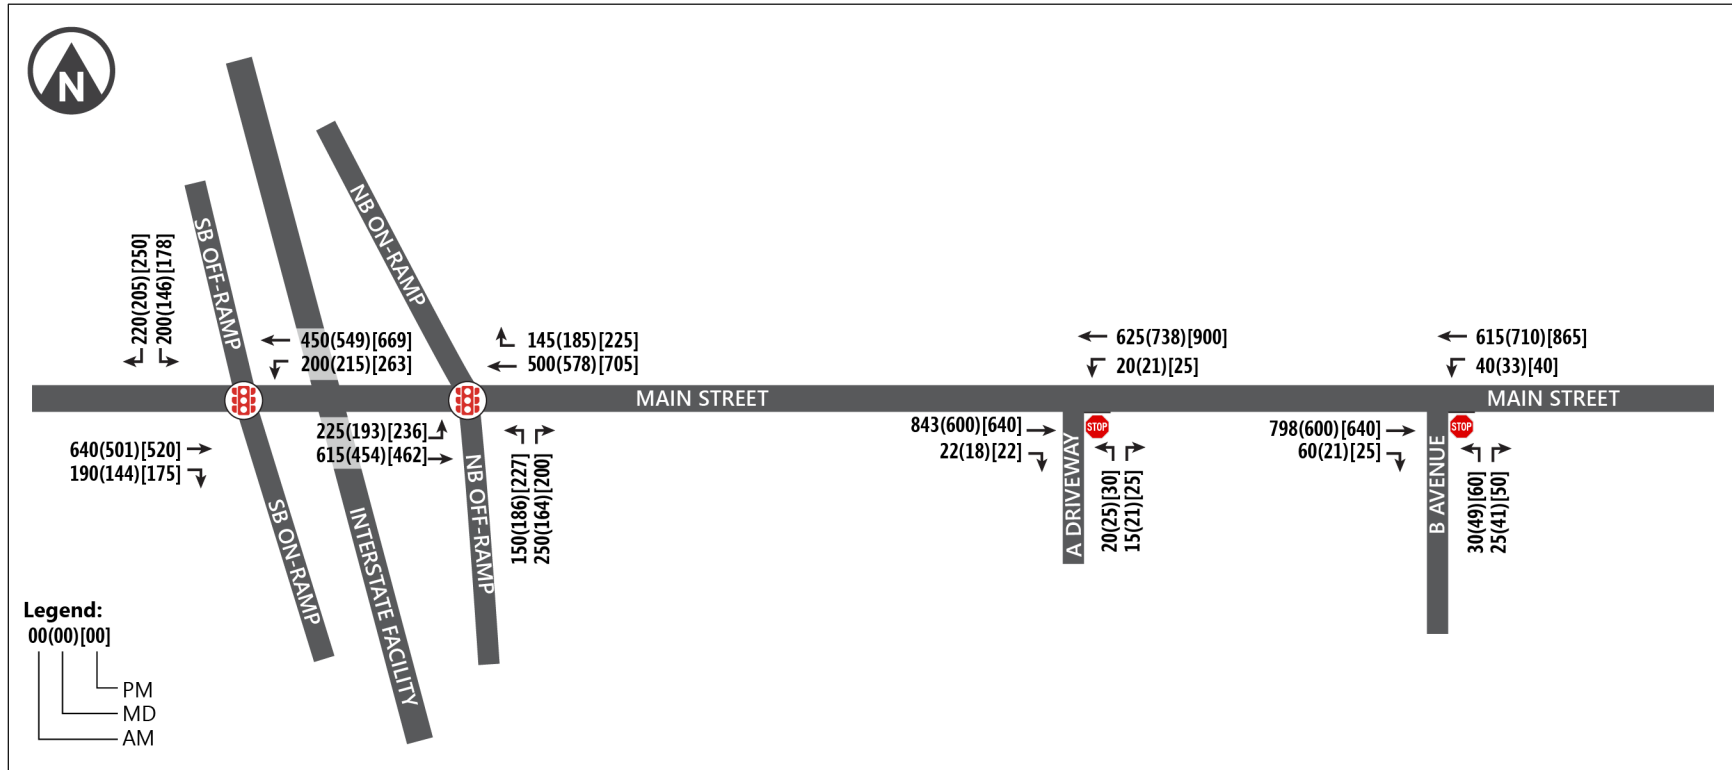 N
SB OFF-RAMP
NB ON-RAMP
220(205)[250]
200(146)[178]
450(549)[669]
200(215)[263]
145(185)[225]
500(578)[705]
625(738)[900]
20(21)[25]
615(710)[865]
40(33)[40]
MAIN STREET
MAIN STREET
640(501)[520]
190(144)[175]
225(193)[236]
615(454)[462]
843(600)[640]
22(18)[22]
STOP
798(600)[640]
60(21)[25]
STOP
SB ON-RAMP
INTERSTATE FACILITY
NB OFF-RAMP
150(186)[227]
250(164)[200]
A DRIVEWAY
20(25)[30]
15(21)[25]
B AVENUE
30(49)[60]
25(41)[50]
Legend:
00(00)[00]
PM
MD
AM